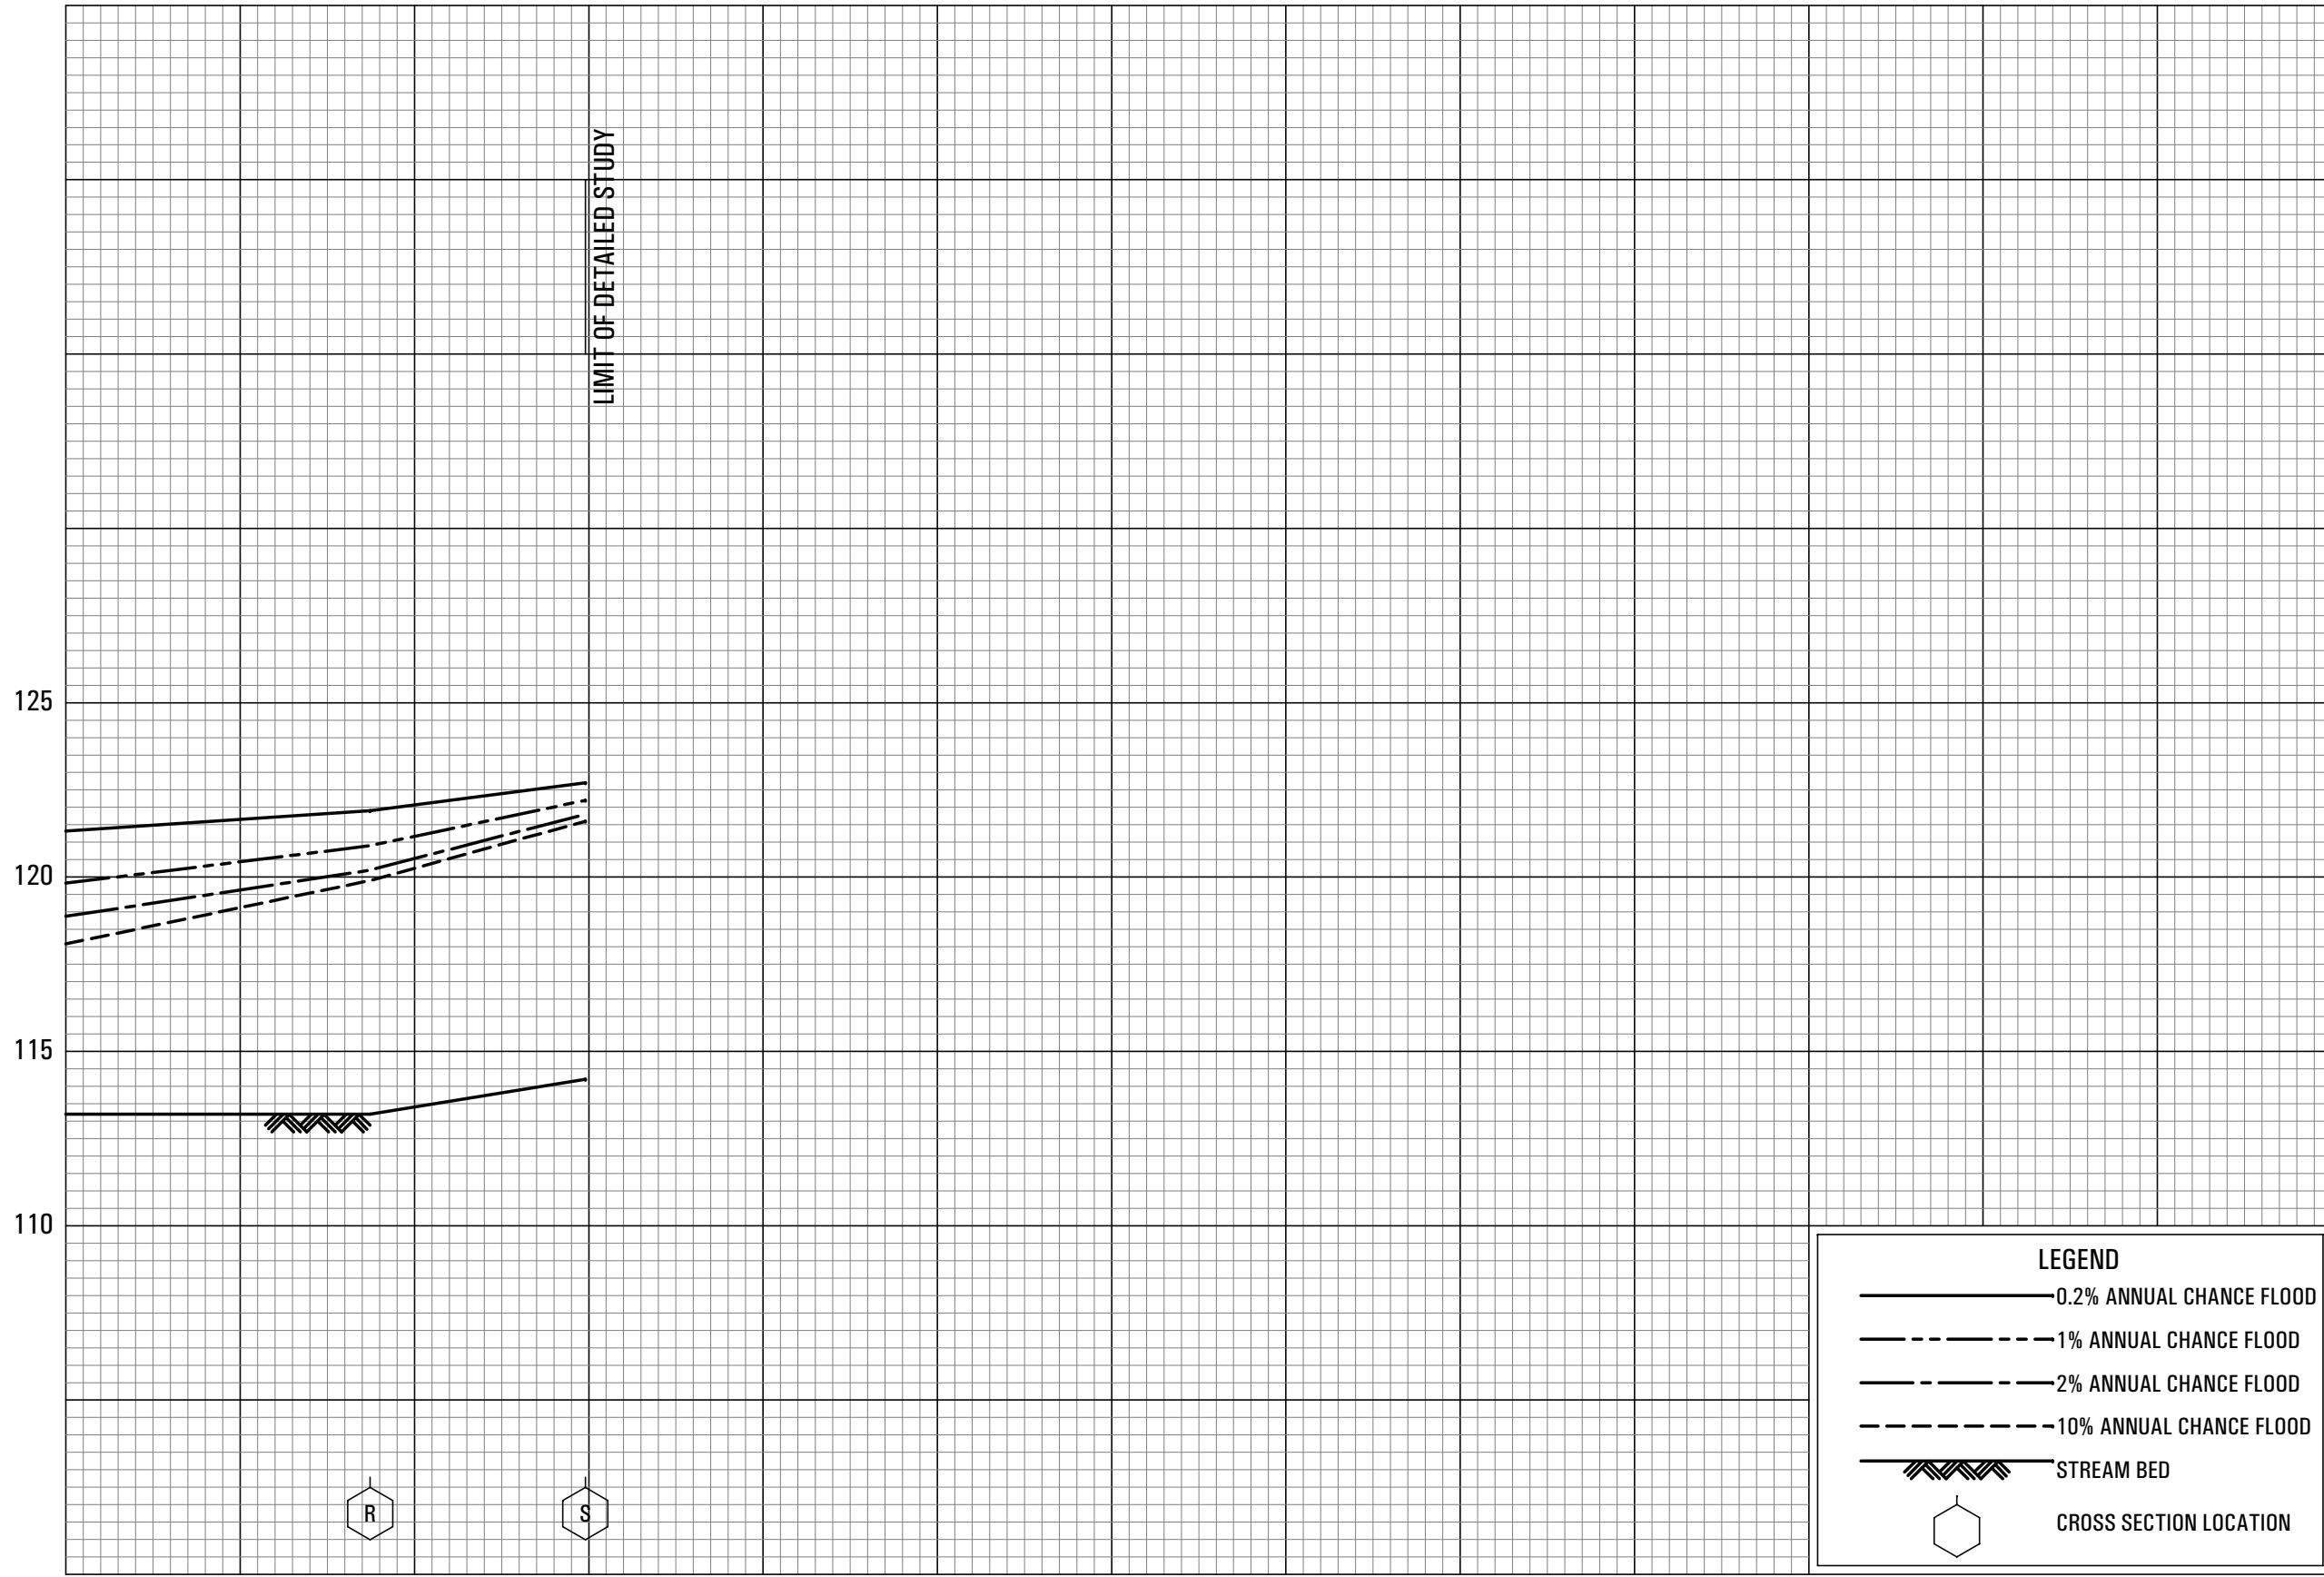 LIMIT OF DETAILED STUDY
125
120
115
110
R
S
LEGEND
0.2% ANNUAL CHANCE FLOOD
1% ANNUAL CHANCE FLOOD
2% ANNUAL CHANCE FLOOD
10% ANNUAL CHANCE FLOOD
STREAM BED
CROSS SECTION LOCATION